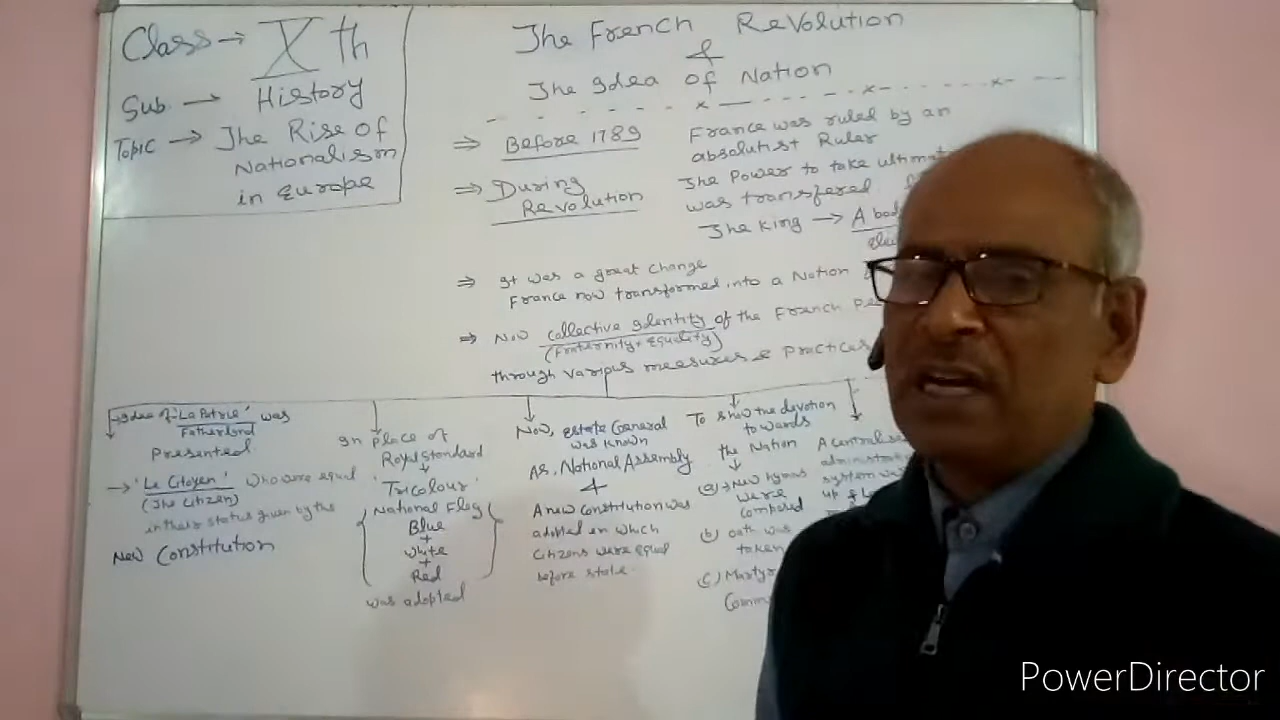 Class → Xth
Sub. → History
Topic → The Rise of
Nationalism
in Europe
The French Revolution
&
The Idea of Nation
⇒ Before 1789 France was ruled by an
absolutist Ruler
⇒ During
Revolution
The Power to take ultimat
was transfered
The King → A bod
⇒ It was a great change
France now transformed into a Nation
⇒ Now collective Identity of the French Pe
(Fraternity + Equality)
through various measures & Practices
→ Idea of 'La Patrie' was
Fatherland
Presented
→ 'Le Citoyen' who were equal
(The Citizen)
in their status given by the
New Constitution
In place of
Royal Standard
'Tricolour'
National Flag
Blue
+
White
+
Red
was adopted
Now, Estate General
was known
As, National Assembly
+
A new Constitution was
adopted in which
Citizens were equal
before state
To show the devotion
towards
the Nation
(a) New hymns
were
composed
(b) oath was
taken
(c) Martyr
Comm
A central
administ
system w
up
PowerDirector